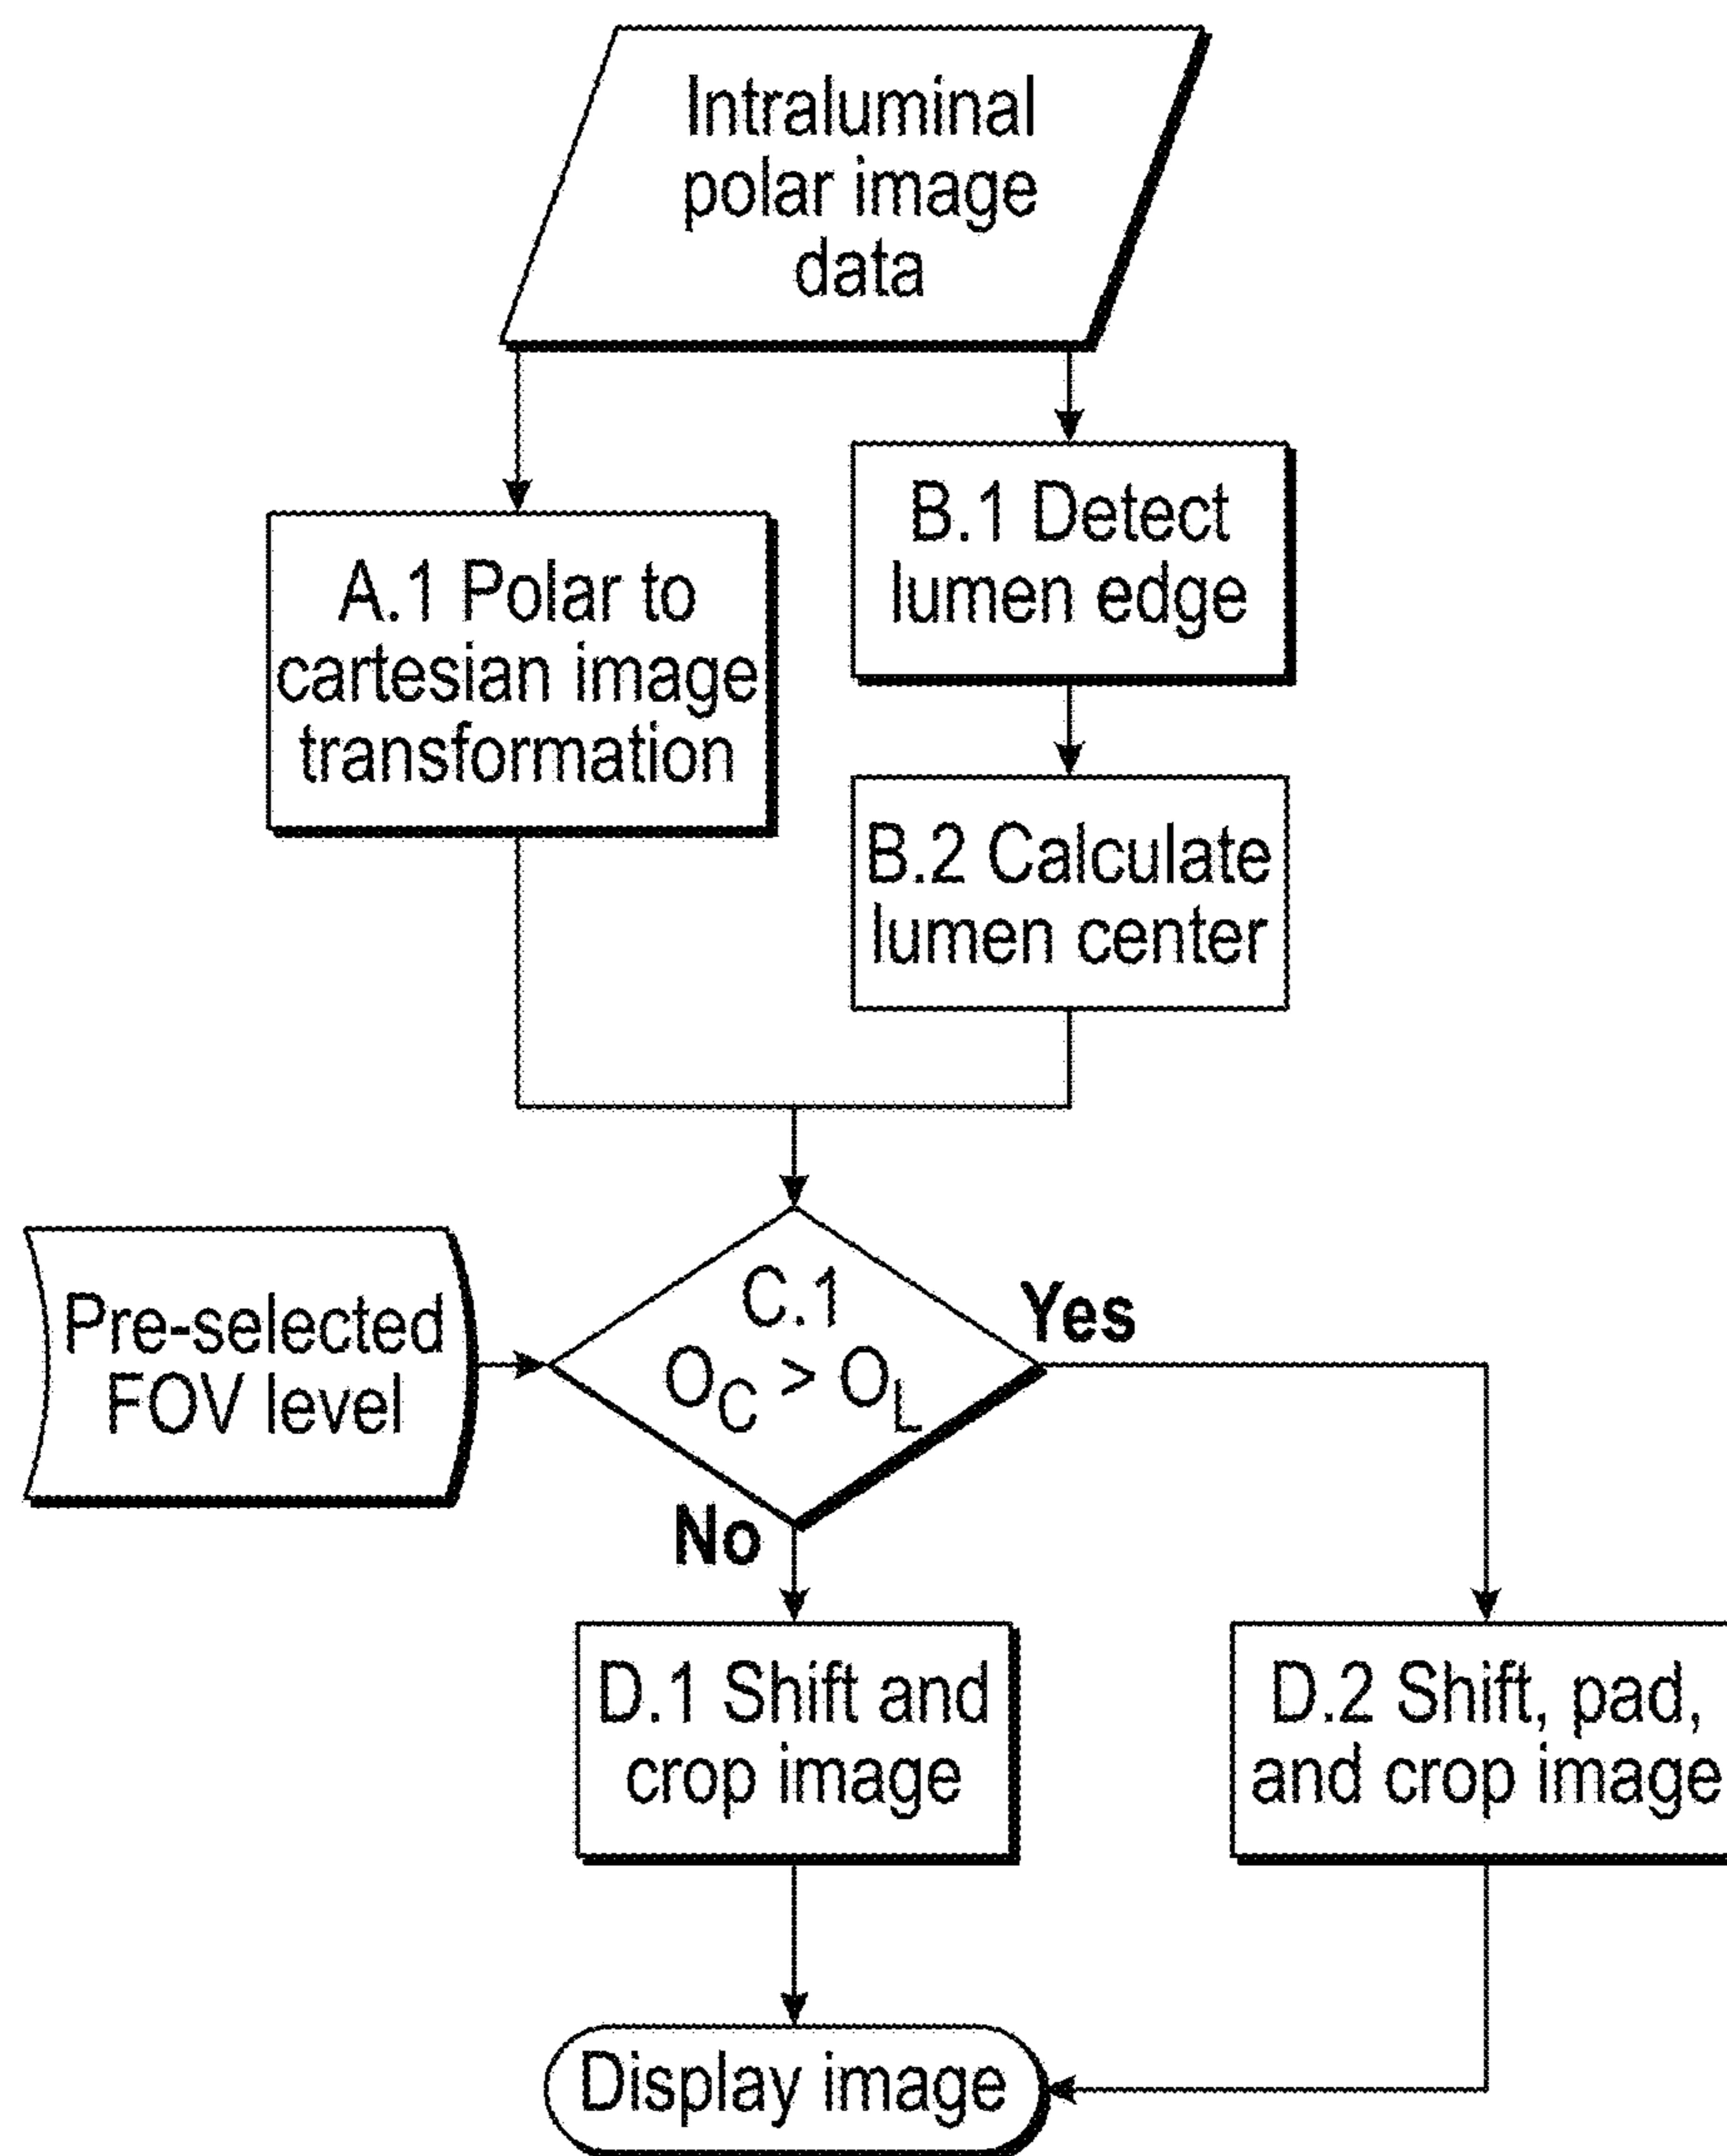 Intraluminal
polar image
data
B.1 Detect
lumen edge
A.1 Polar to
cartesian image
transformation
B.2 Calculate
lumen center
Pre-selected
FOV level
C.1
O_C > O_L
Yes
No
D.1 Shift and
crop image
D.2 Shift, pad,
and crop image
Display image